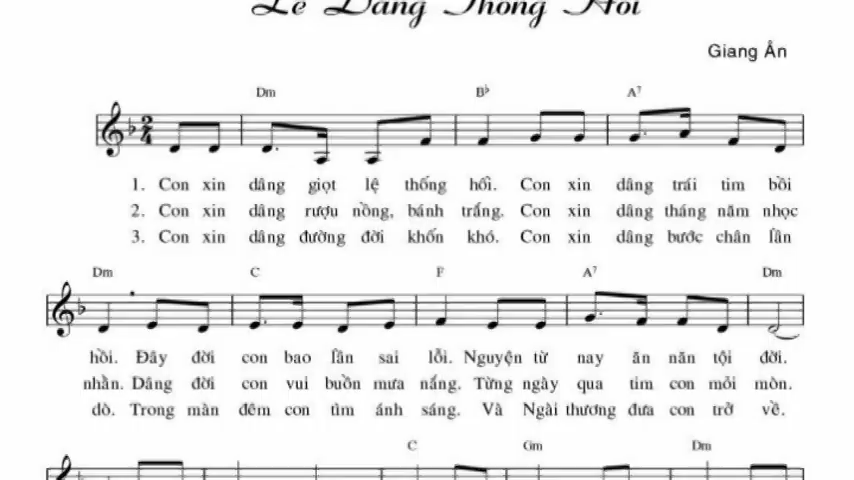 Lễ Dâng Thống Hối
Giang Ân
Dm B♭ A7
2/4
1. Con xin dâng giọt lệ thống hối. Con xin dâng trái tim bồi
2. Con xin dâng rượu nồng, bánh trắng. Con xin dâng tháng năm nhọc
3. Con xin dâng đường đời khốn khó. Con xin dâng bước chân lần
Dm C F A7 Dm
hồi. Đây đời con bao lần sai lỗi. Nguyện từ nay ăn năn tội đời.
nhằn. Dâng đời con vui buồn mưa nắng. Từng ngày qua tim con mỏi mòn.
dò. Trong màn đêm con tìm ánh sáng. Và Ngài thương đưa con trở về.
C Gm Dm